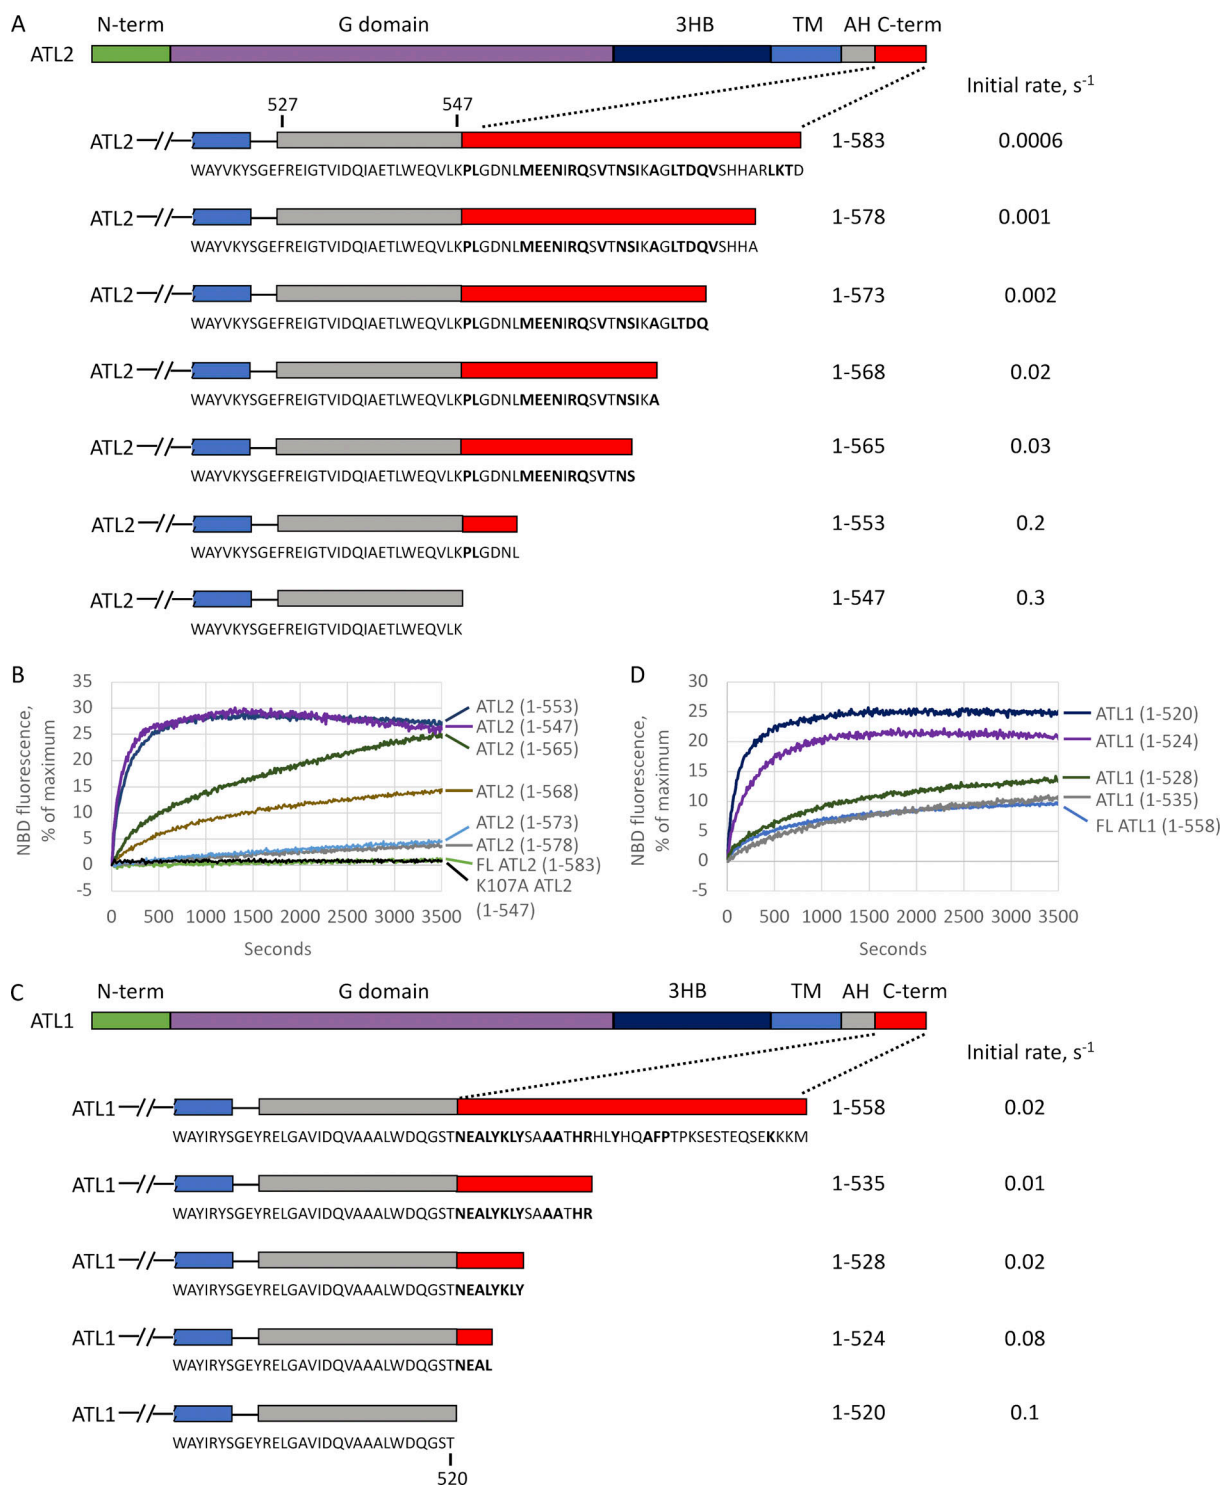 A
N-term G domain 3HB TM AH C-term
ATL2
Initial rate, s-1
527 547
ATL2 1-583 0.0006
WAYVKYSGEFREIGTVIDQIAETLWEQVLKPLGDNLMEENIRQSVTNSIKAGLTDQVSHHARLKTD
ATL2 1-578 0.001
WAYVKYSGEFREIGTVIDQIAETLWEQVLKPLGDNLMEENIRQSVTNSIKAGLTDQVSHHA
ATL2 1-573 0.002
WAYVKYSGEFREIGTVIDQIAETLWEQVLKPLGDNLMEENIRQSVTNSIKAGLTDQ
ATL2 1-568 0.02
WAYVKYSGEFREIGTVIDQIAETLWEQVLKPLGDNLMEENIRQSVTNSIKA
ATL2 1-565 0.03
WAYVKYSGEFREIGTVIDQIAETLWEQVLKPLGDNLMEENIRQSVTNS
ATL2 1-553 0.2
WAYVKYSGEFREIGTVIDQIAETLWEQVLKPLGDNL
ATL2 1-547 0.3
WAYVKYSGEFREIGTVIDQIAETLWEQVLK
B
NBD fluorescence,
% of maximum
35
30
25
20
15
10
5
0
-5
0 500 1000 1500 2000 2500 3000 3500
Seconds
ATL2 (1-553)
ATL2 (1-547)
ATL2 (1-565)
ATL2 (1-568)
ATL2 (1-573)
ATL2 (1-578)
FL ATL2 (1-583)
K107A ATL2
(1-547)
D
NBD fluorescence,
% of maximum
30
25
20
15
10
5
0
-5
0 500 1000 1500 2000 2500 3000 3500
Seconds
ATL1 (1-520)
ATL1 (1-524)
ATL1 (1-528)
ATL1 (1-535)
FL ATL1 (1-558)
C
N-term G domain 3HB TM AH C-term
ATL1
Initial rate, s-1
ATL1 1-558 0.02
WAYIRYSGEYRELGAVIDQVAAALWDQGSTNEALYKLYSAAATHRHLYHQAFPTPKSESTEQSEKKKM
ATL1 1-535 0.01
WAYIRYSGEYRELGAVIDQVAAALWDQGSTNEALYKLYSAAATHR
ATL1 1-528 0.02
WAYIRYSGEYRELGAVIDQVAAALWDQGSTNEALYKLY
ATL1 1-524 0.08
WAYIRYSGEYRELGAVIDQVAAALWDQGSTNEAL
ATL1 1-520 0.1
WAYIRYSGEYRELGAVIDQVAAALWDQGST
520